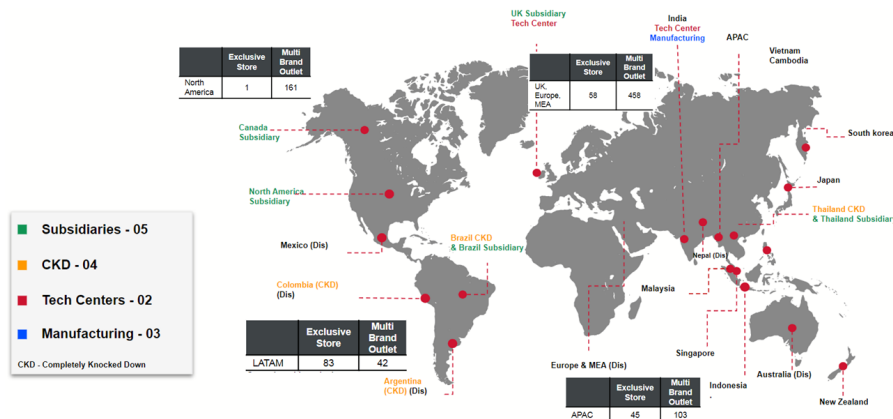 UK Subsidiary
Tech Center
India
Tech Center
Manufacturing
APAC
Vietnam
Cambodia
Exclusive Store Multi Brand Outlet
North America 1 161
Exclusive Store Multi Brand Outlet
UK, Europe, MEA 58 458
Canada
Subsidiary
South korea
North America
Subsidiary
Japan
Thailand CKD
& Thailand Subsidiar
Subsidiaries - 05
CKD - 04
Tech Centers - 02
Manufacturing - 03
CKD - Completely Knocked Down
Mexico (Dis)
Brazil CKD
& Brazil Subsidiary
Nepal (Dis)
Colombia (CKD)
(Dis)
Malaysia
Exclusive Store Multi Brand Outlet
LATAM 83 42
Singapore
Europe & MEA (Dis)
Argentina
(CKD) (Dis)
Indonesia
Australia (Dis)
New Zealand
Exclusive Store Multi Brand Outlet
APAC 45 103